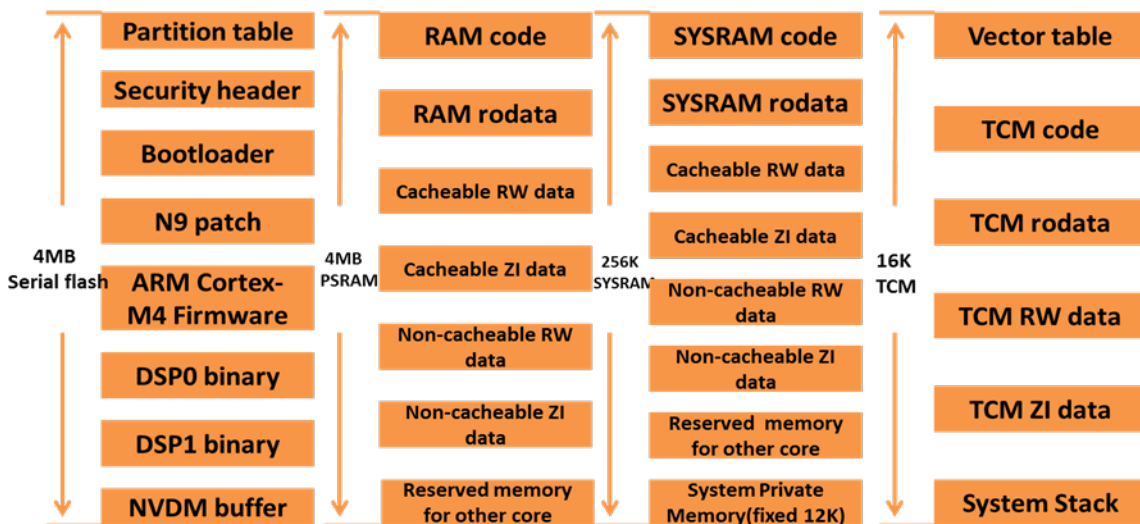 Partition table
Security header
Bootloader
N9 patch
4MB
Serial flash
ARM Cortex-
M4 Firmware
DSP0 binary
DSP1 binary
NVDM buffer
RAM code
RAM rodata
Cacheable RW data
4MB
PSRAM
Cacheable ZI data
Non-cacheable RW
data
Non-cacheable ZI
data
Reserved memory
for other core
SYSRAM code
SYSRAM rodata
Cacheable RW data
Cacheable ZI data
256K
SYSRAM
Non-cacheable RW
data
Non-cacheable ZI
data
Reserved memory
for other core
System Private
Memory(fixed 12K)
Vector table
TCM code
TCM rodata
16K
TCM
TCM RW data
TCM ZI data
System Stack